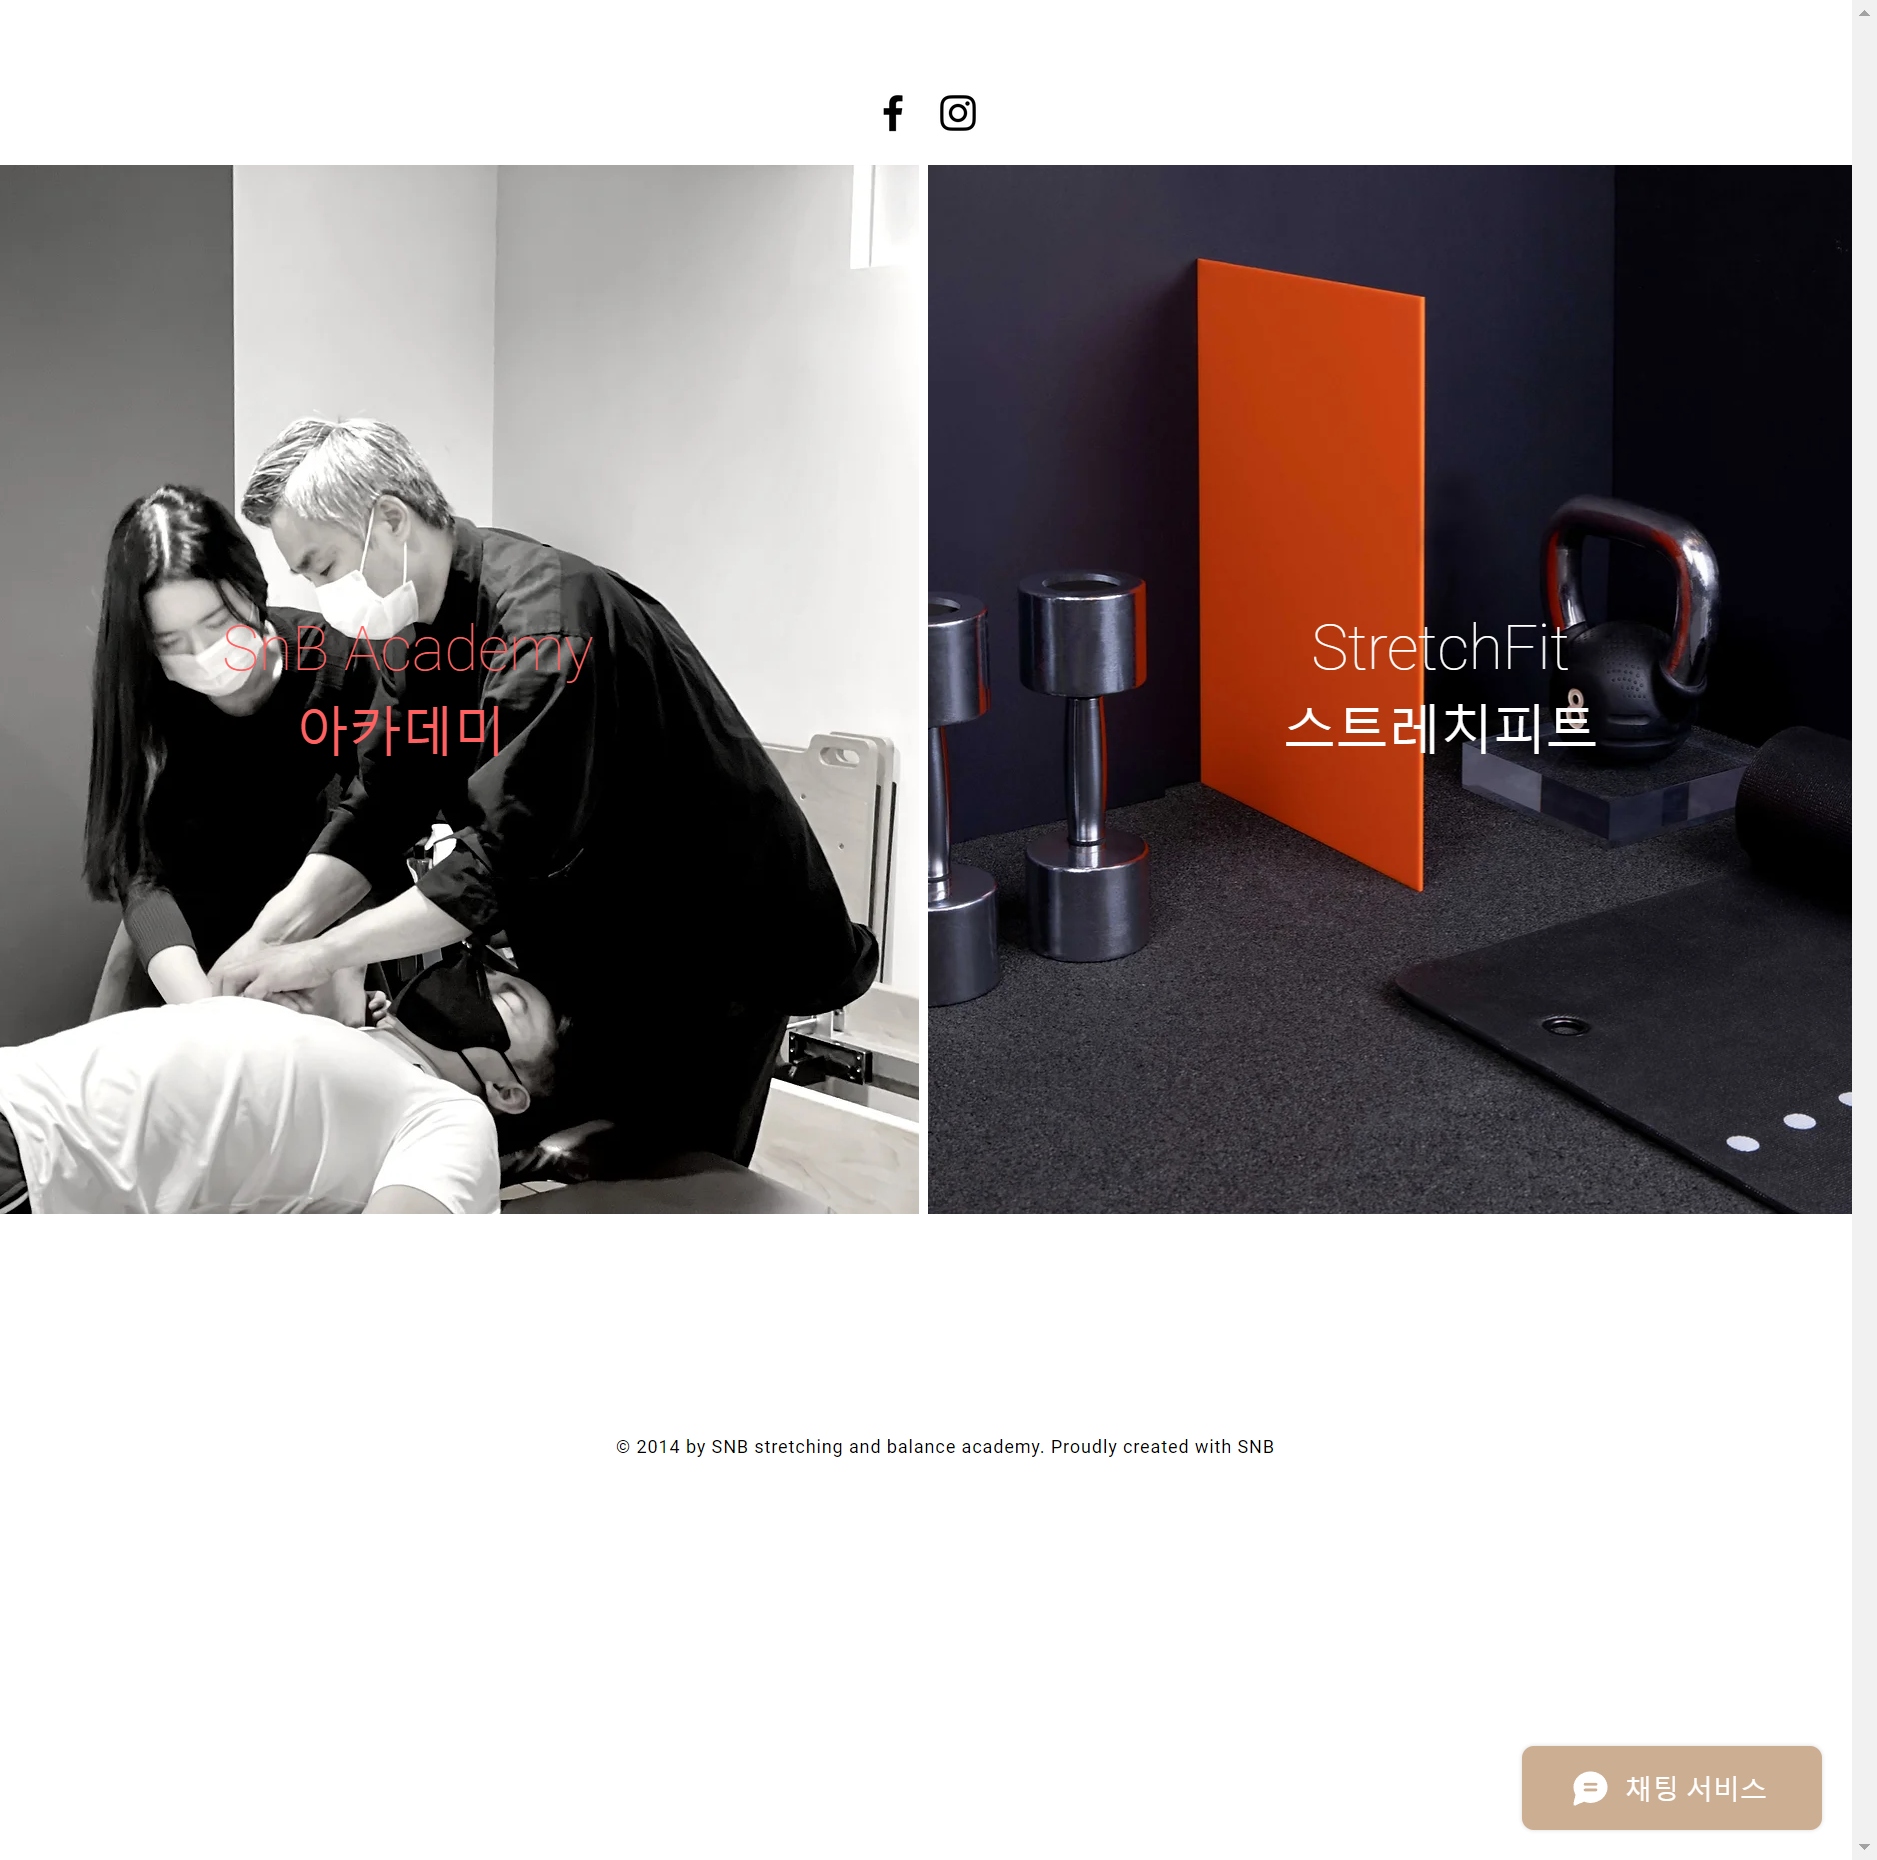 SnB Academy
아카데미
StretchFit
스트레치피트
© 2014 by SNB stretching and balance academy. Proudly created with SNB
채팅 서비스